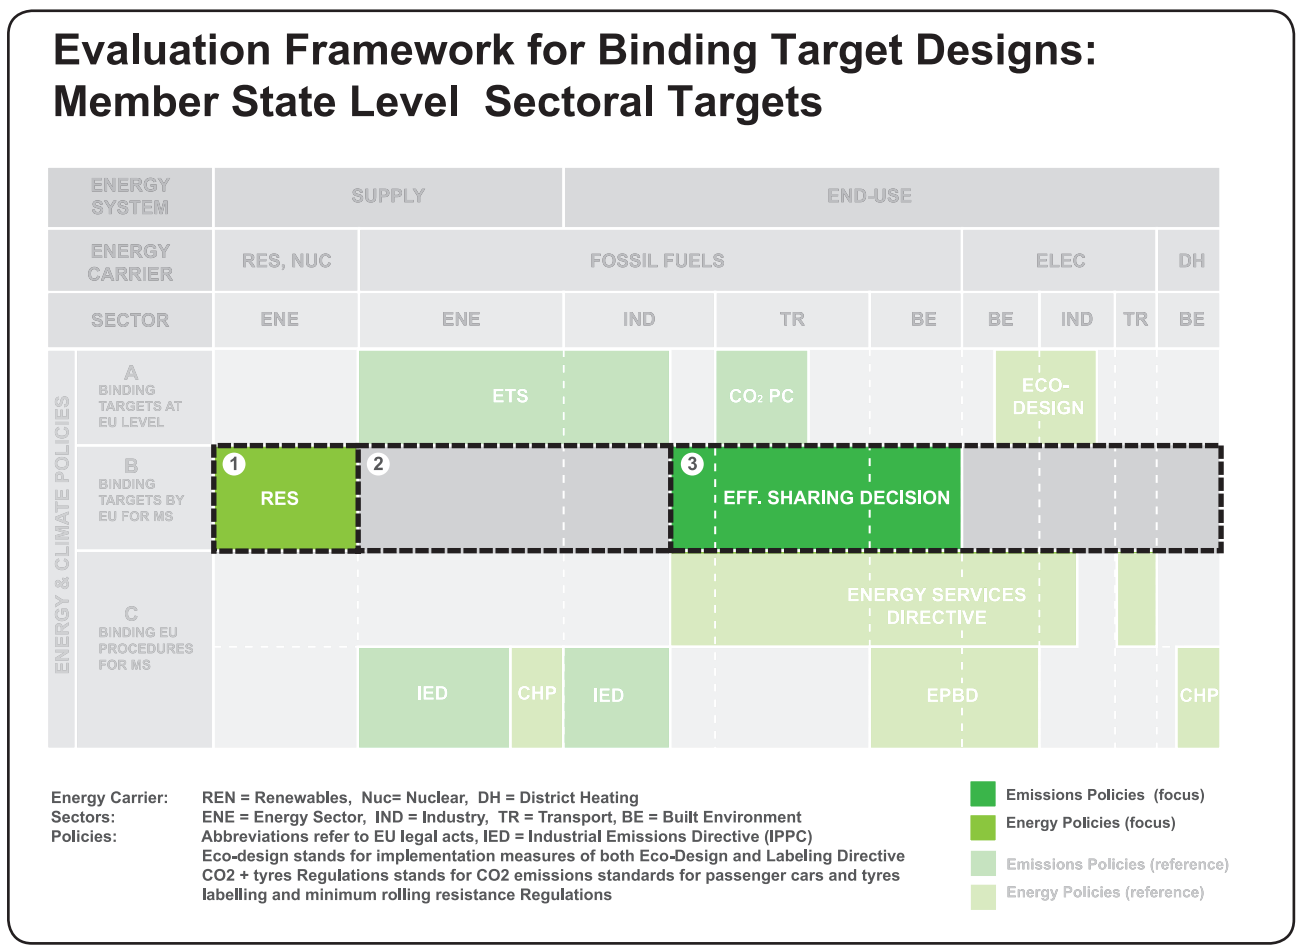 Evaluation Framework for Binding Target Designs:
Member State Level Sectoral Targets
ENERGY
SYSTEM
SUPPLY
END-USE
ENERGY
CARRIER
RES, NUC
FOSSIL FUELS
ELEC
DH
SECTOR
ENE
ENE
IND
TR
BE
BE
IND
TR
BE
ENERGY & CLIMATE POLICIES
A
BINDING
TARGETS AT
EU LEVEL
ETS
CO2 PC
ECO-
DESIGN
B
BINDING
TARGETS BY
EU FOR MS
1
RES
2
3
EFF. SHARING DECISION
C
BINDING EU
PROCEDURES
FOR MS
ENERGY SERVICES
DIRECTIVE
IED
CHP
IED
EPBD
CHP
Energy Carrier: REN = Renewables, Nuc= Nuclear, DH = District Heating
Sectors: ENE = Energy Sector, IND = Industry, TR = Transport, BE = Built Environment
Policies: Abbreviations refer to EU legal acts, IED = Industrial Emissions Directive (IPPC)
Eco-design stands for implementation measures of both Eco-Design and Labeling Directive
CO2 + tyres Regulations stands for CO2 emissions standards for passenger cars and tyres
labelling and minimum rolling resistance Regulations
Emissions Policies (focus)
Energy Policies (focus)
Emissions Policies (reference)
Energy Policies (reference)